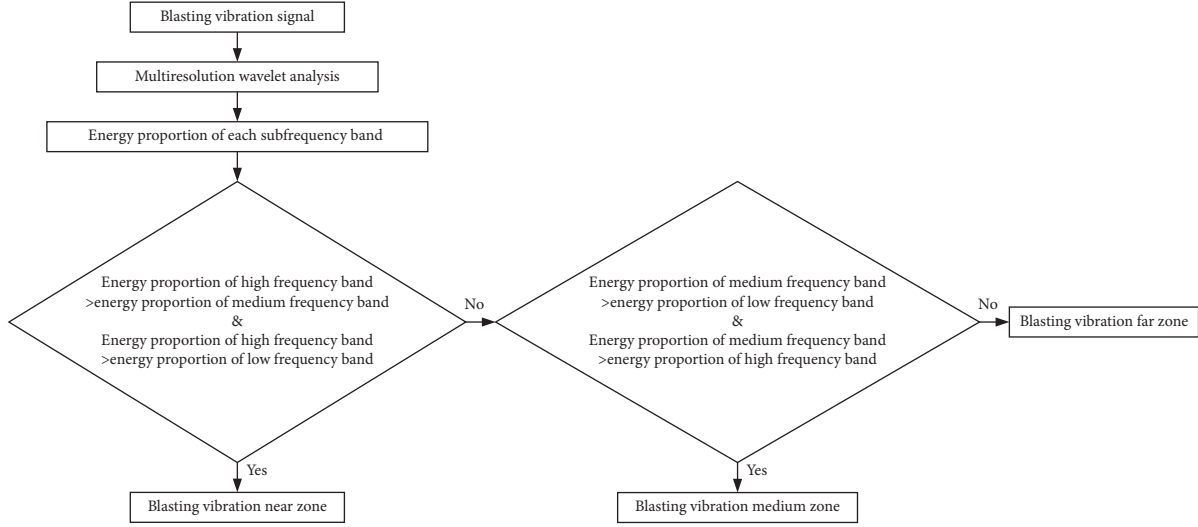 Blasting vibration signal
Multiresolution wavelet analysis
Energy proportion of each subfrequency band
Energy proportion of high frequency band
>energy proportion of medium frequency band
&
Energy proportion of high frequency band
>energy proportion of low frequency band
No
Energy proportion of medium frequency band
>energy proportion of low frequency band
&
Energy proportion of medium frequency band
>energy proportion of high frequency band
No
Blasting vibration far zone
Yes
Blasting vibration near zone
Yes
Blasting vibration medium zone